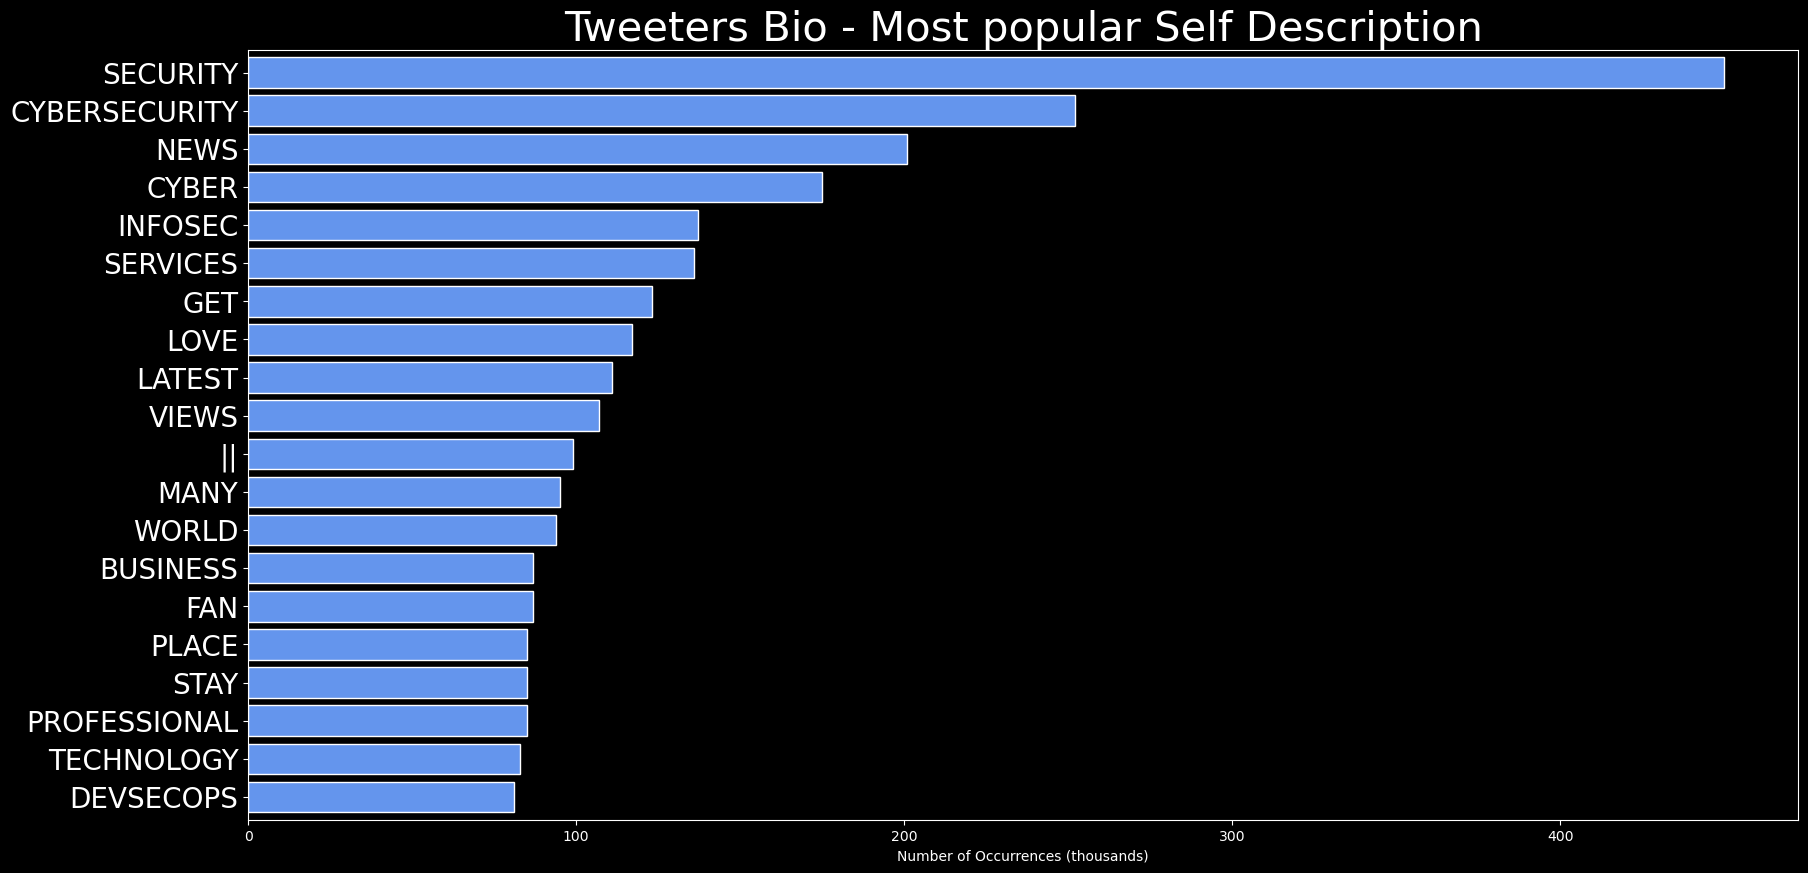 Tweeters Bio - Most popular Self Description
SECURITY
CYBERSECURITY
NEWS
CYBER
INFOSEC
SERVICES
GET
LOVE
LATEST
VIEWS
||
MANY
WORLD
BUSINESS
FAN
PLACE
STAY
PROFESSIONAL
TECHNOLOGY
DEVSECOPS
0 100 200 300 400
Number of Occurrences (thousands)